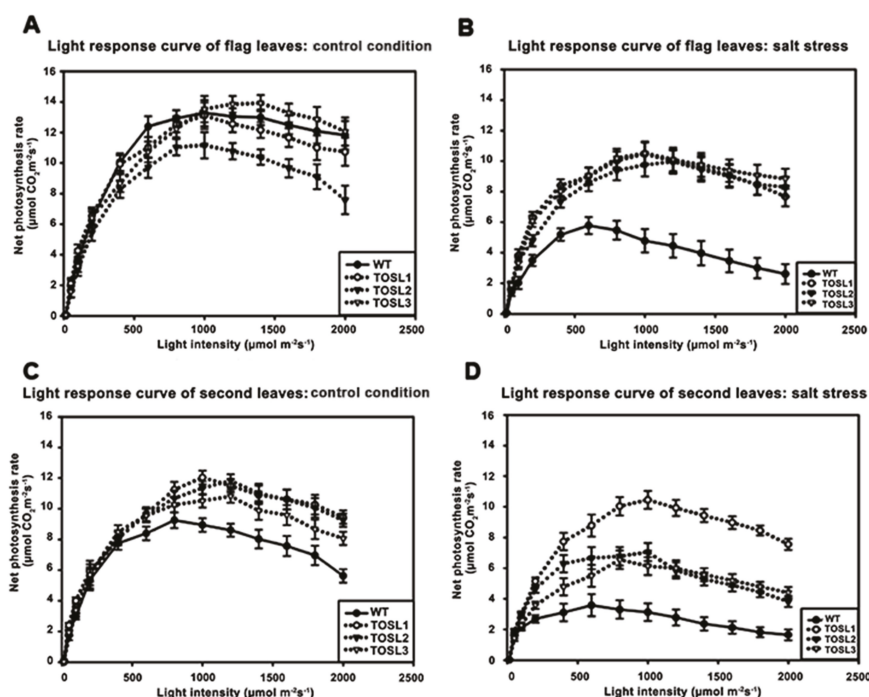 A
Light response curve of flag leaves: control condition
Net photosynthesis rate
(µmol CO₂m⁻²s⁻¹)
16
14
12
10
8
6
4
2
0
0
500
1000
1500
2000
2500
Light intensity (µmol m⁻²s⁻¹)
WT
TOSL1
TOSL2
TOSL3
B
Light response curve of flag leaves: salt stress
Net photosynthesis rate
(µmol CO₂m⁻²s⁻¹)
16
14
12
10
8
6
4
2
0
0
500
1000
1500
2000
2500
Light intensity (µmol m⁻²s⁻¹)
WT
TOSL1
TOSL2
TOSL3
C
Light response curve of second leaves: control condition
Net photosynthesis rate
(µmol CO₂m⁻²s⁻¹)
16
14
12
10
8
6
4
2
0
0
500
1000
1500
2000
2500
Light intensity (µmol m⁻²s⁻¹)
WT
TOSL1
TOSL2
TOSL3
D
Light response curve of second leaves: salt stress
Net photosynthesis rate
(µmol CO₂m⁻²s⁻¹)
16
14
12
10
8
6
4
2
0
0
500
1000
1500
2000
2500
Light intensity (µmol m⁻²s⁻¹)
WT
TOSL1
TOSL2
TOSL3